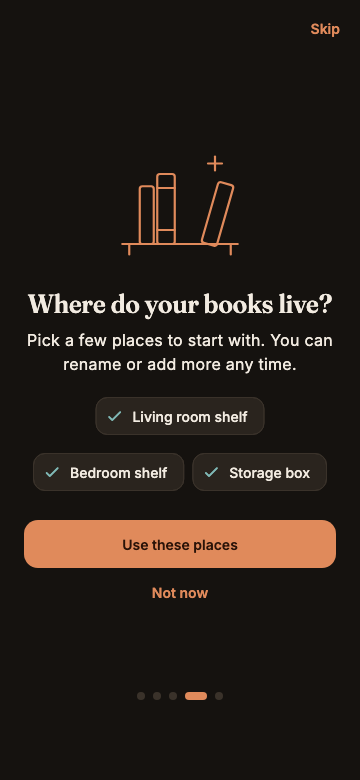 Skip
Where do your books live?
Pick a few places to start with. You can
rename or add more any time.
Living room shelf
Bedroom shelf
Storage box
Use these places
Not now